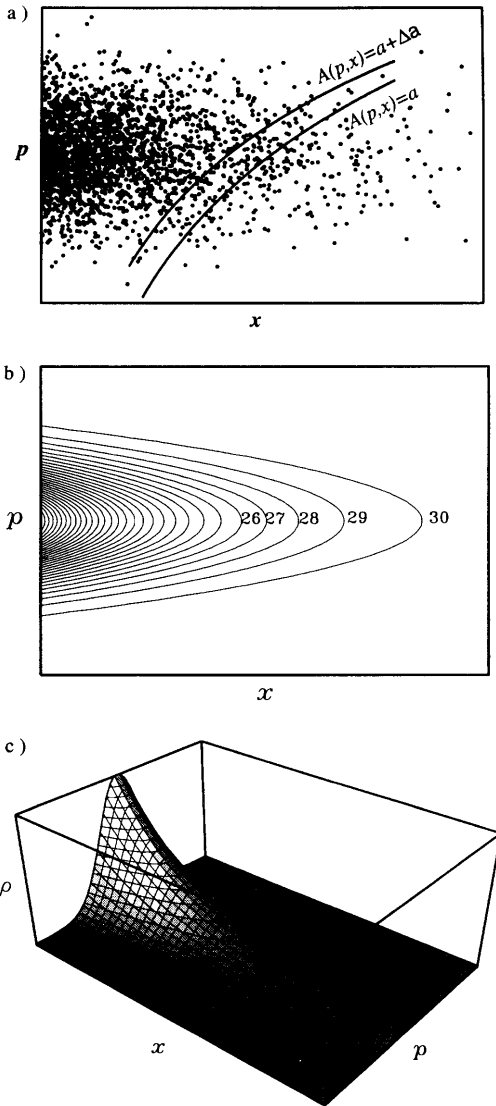 a )
A(p,x)=a+Δa
A(p,x)=a
p
x
b )
p
26 27 28 29 30
x
c )
ρ
x
p